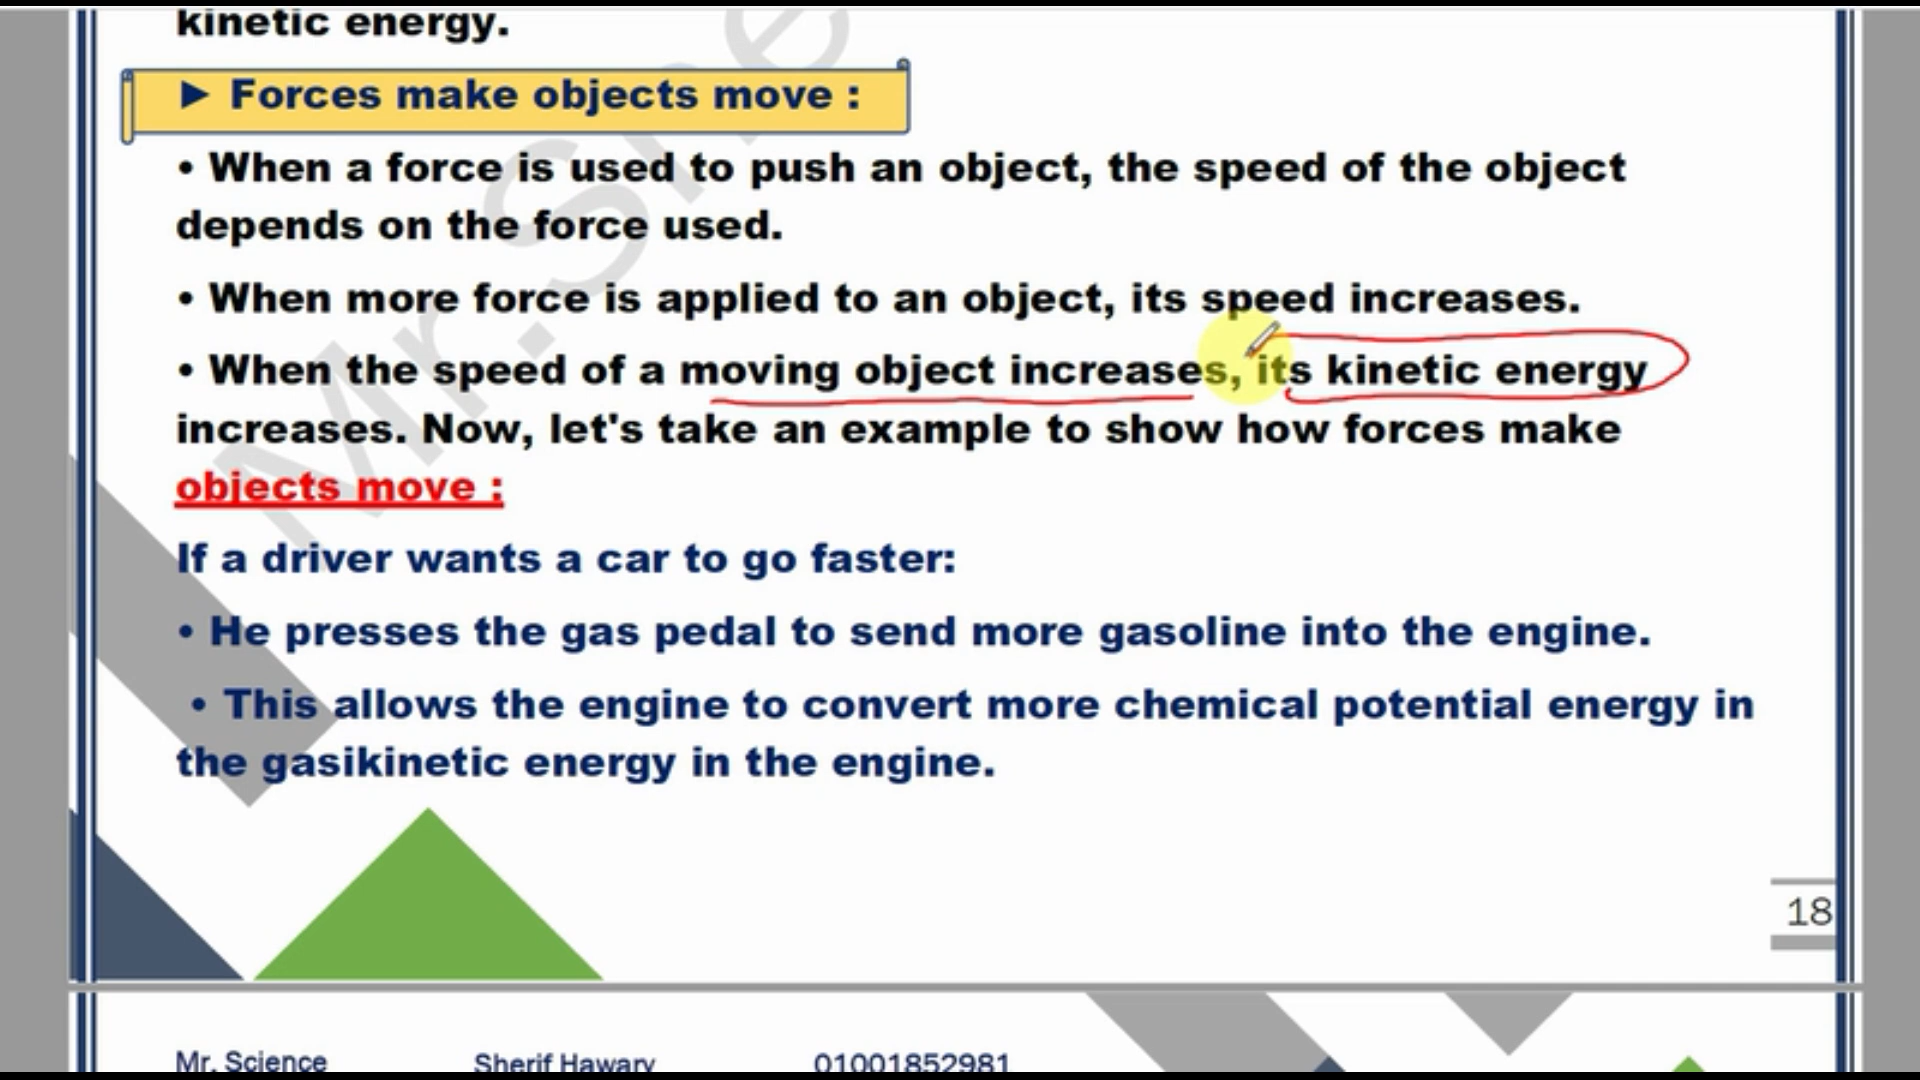 kinetic energy.
► Forces make objects move :
• When a force is used to push an object, the speed of the object
depends on the force used.
• When more force is applied to an object, its speed increases.
• When the speed of a moving object increases, its kinetic energy
increases. Now, let's take an example to show how forces make
objects move :
If a driver wants a car to go faster:
• He presses the gas pedal to send more gasoline into the engine.
• This allows the engine to convert more chemical potential energy in
the gasikinetic energy in the engine.
18
Mr. Science Sherif Hawary 01001852981